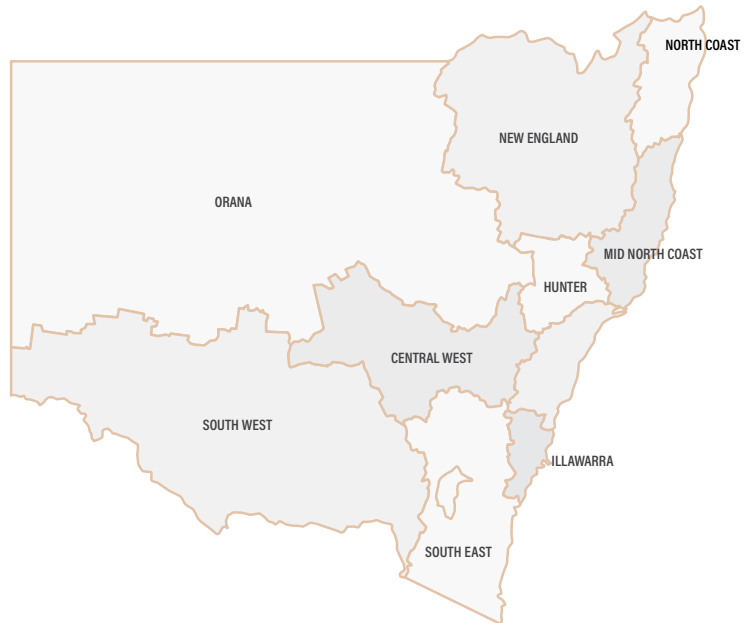 NORTH COAST
NEW ENGLAND
ORANA
MID NORTH COAST
HUNTER
CENTRAL WEST
SOUTH WEST
ILLAWARRA
SOUTH EAST